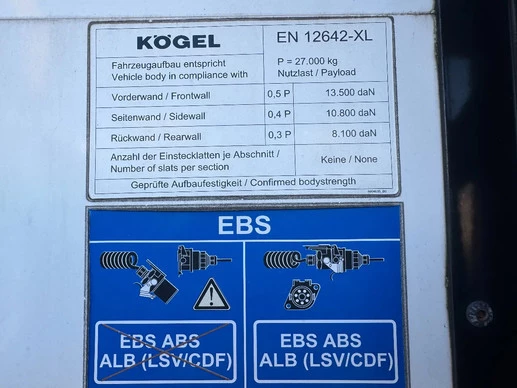 KÖGEL EN 12642-XL
Fahrzeugaufbau entspricht P = 27.000 kg
Vehicle body in compliance with Nutzlast / Payload
Vorderwand / Frontwall 0,5 P 13.500 daN
Seitenwand / Sidewall 0,4 P 10.800 daN
Rückwand / Rearwall 0,3 P 8.100 daN
Anzahl der Einstecklatten je Abschnitt / Keine / None
Number of slats per section
Geprüfte Aufbaufestigkeit / Confirmed bodystrength
EBS
EBS ABS
ALB (LSV/CDF)
EBS ABS
ALB (LSV/CDF)